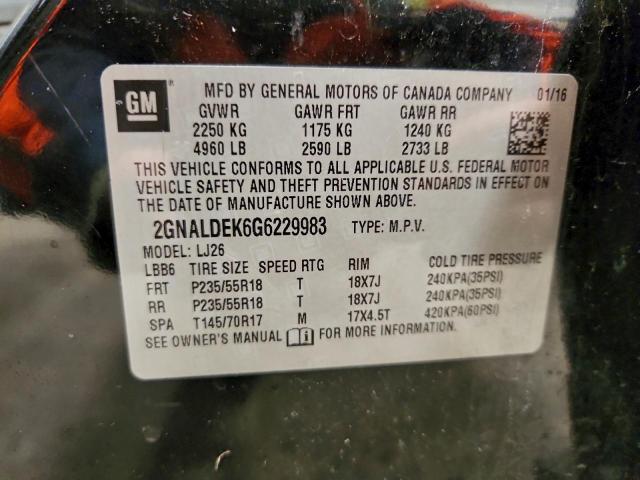 GM
MFD BY GENERAL MOTORS OF CANADA COMPANY 01/16
GVWR GAWR FRT GAWR RR
2250 KG 1175 KG 1240 KG
4960 LB 2590 LB 2733 LB
THIS VEHICLE CONFORMS TO ALL APPLICABLE U.S. FEDERAL MOTOR
VEHICLE SAFETY AND THEFT PREVENTION STANDARDS IN EFFECT ON
THE DATE OF MANUFACTURE SHOWN ABOVE.
2GNALDEK6G6229983 TYPE: M.P.V.
MODEL: LJ26
LBB6 TIRE SIZE SPEED RTG RIM COLD TIRE PRESSURE
FRT P235/55R18 T 18X7J 240KPA(35PSI)
RR P235/55R18 T 18X7J 240KPA(35PSI)
SPA T145/70R17 M 17X4.5T 420KPA(60PSI)
SEE OWNER'S MANUAL i FOR MORE INFORMATION.